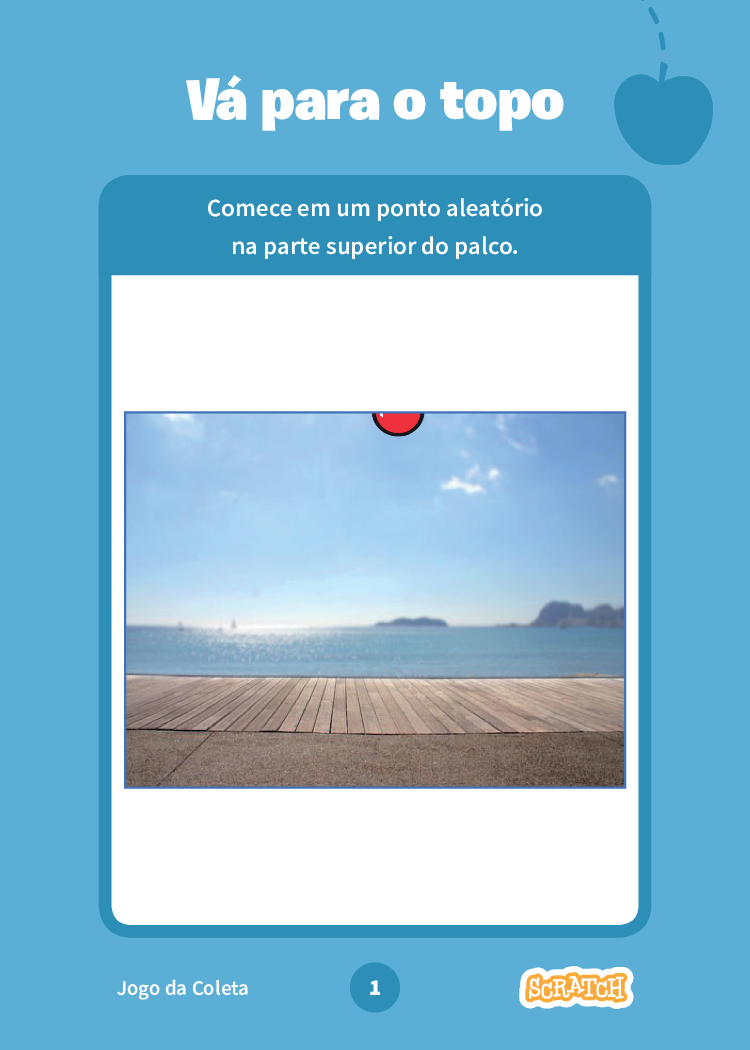 Vá para o topo
Comece em um ponto aleatório
na parte superior do palco.
Jogo da Coleta
1
SCRATCH